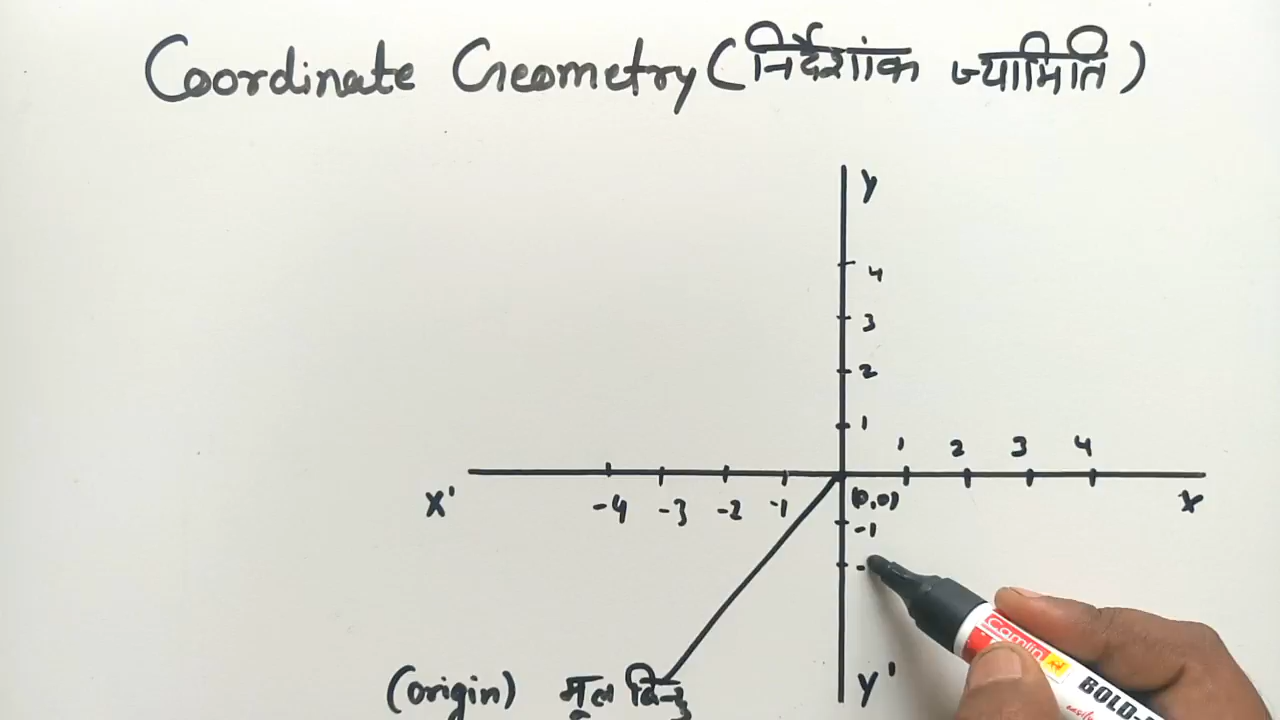 Coordinate Geometry (निर्देशांक ज्यामिति)
Y
4
3
2
1
1 2 3 4
X' -4 -3 -2 -1 (0,0) X
-1
-
(origin) मूल बिन्दु Y'
Camlin
BOLD-